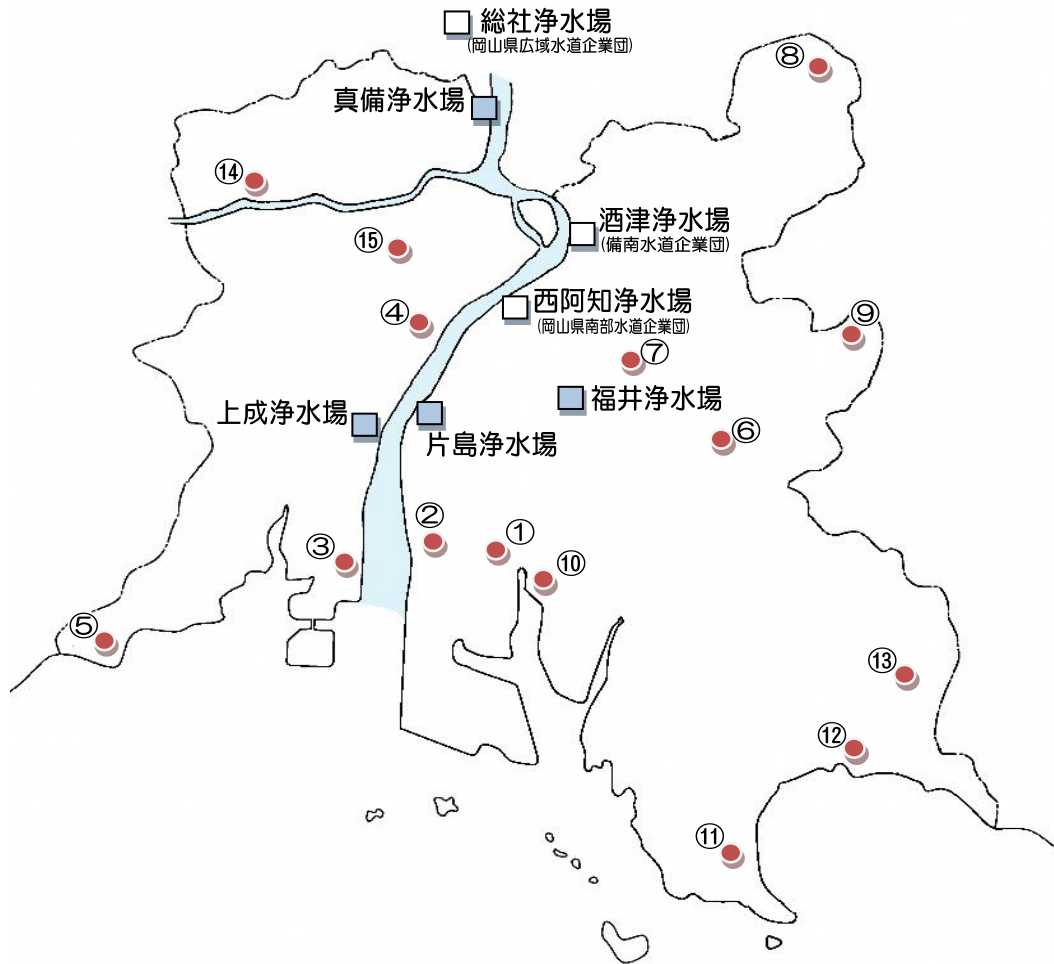 総社浄水場
(岡山県広域水道企業団)
⑧
真備浄水場
⑭
酒津浄水場
(備南水道企業団)
⑮
西阿知浄水場
(岡山県南部水道企業団)
④
⑨
⑦
福井浄水場
上成浄水場
片島浄水場
⑥
②
①
③
⑩
⑤
⑬
⑫
⑪